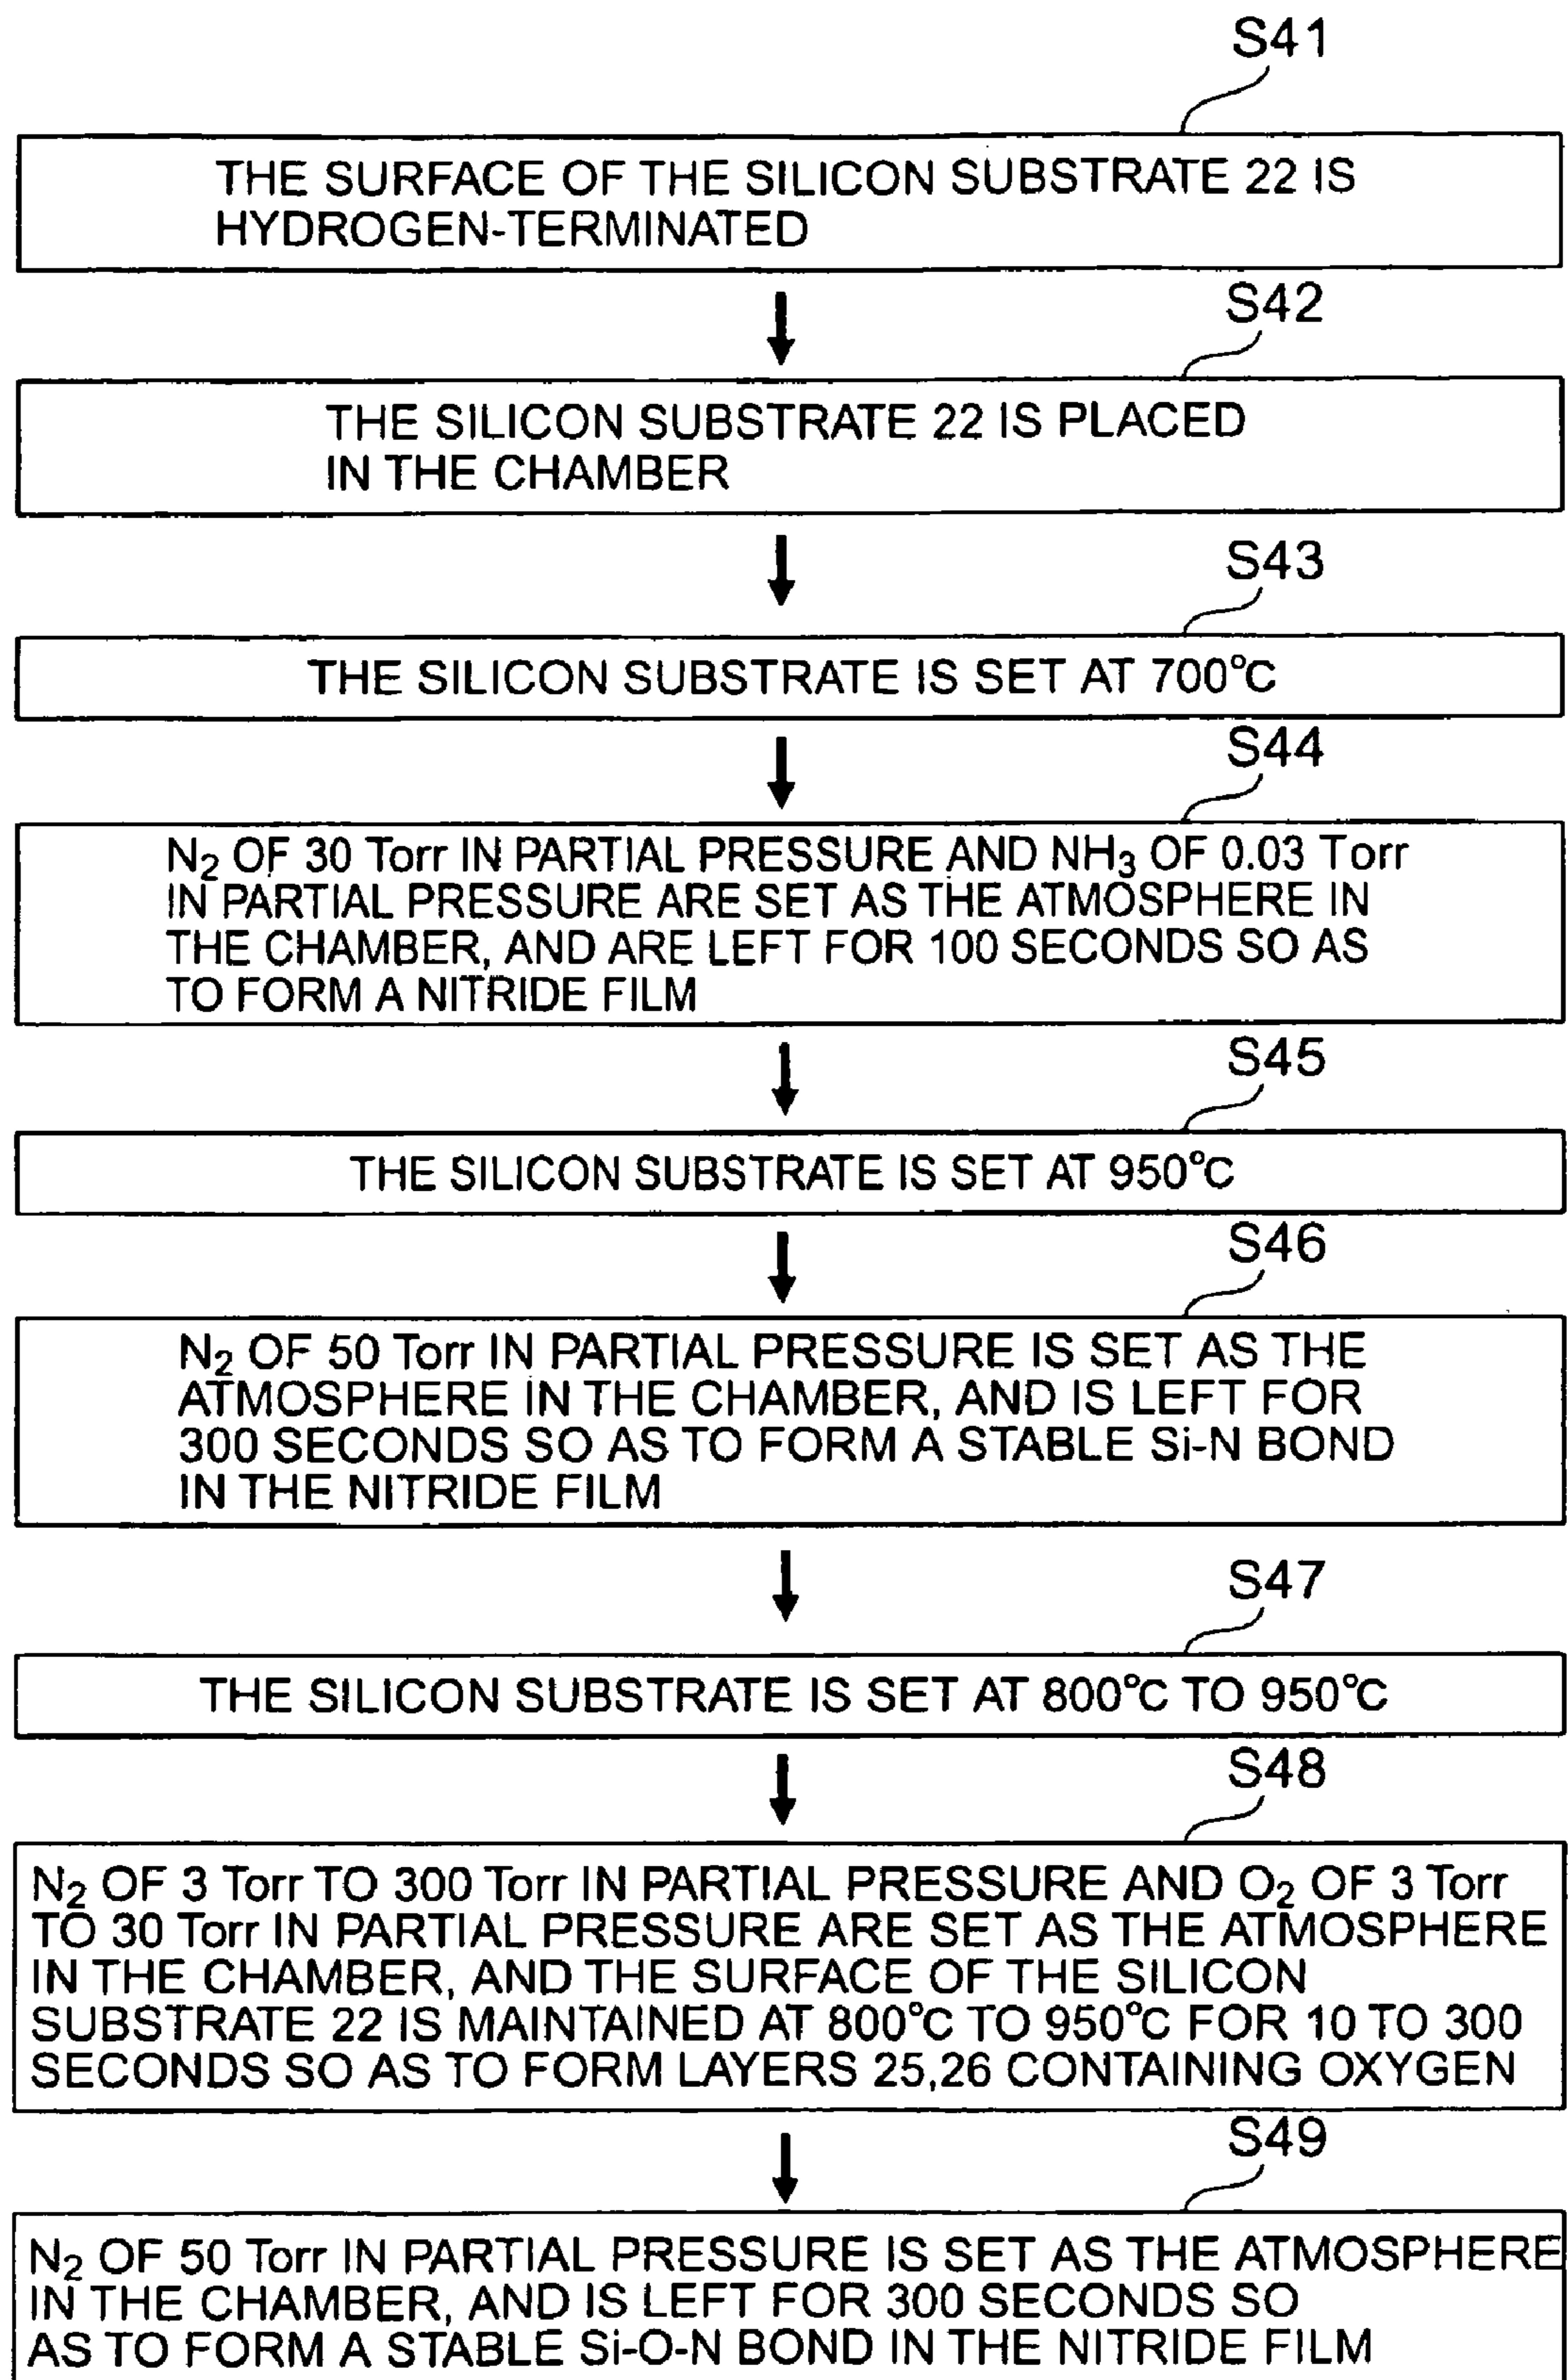 S41
THE SURFACE OF THE SILICON SUBSTRATE 22 IS
HYDROGEN-TERMINATED
S42
THE SILICON SUBSTRATE 22 IS PLACED
IN THE CHAMBER
S43
THE SILICON SUBSTRATE IS SET AT 700°C
S44
N₂ OF 30 Torr IN PARTIAL PRESSURE AND NH₃ OF 0.03 Torr
IN PARTIAL PRESSURE ARE SET AS THE ATMOSPHERE IN
THE CHAMBER, AND ARE LEFT FOR 100 SECONDS SO AS
TO FORM A NITRIDE FILM
S45
THE SILICON SUBSTRATE IS SET AT 950°C
S46
N₂ OF 50 Torr IN PARTIAL PRESSURE IS SET AS THE
ATMOSPHERE IN THE CHAMBER, AND IS LEFT FOR
300 SECONDS SO AS TO FORM A STABLE Si-N BOND
IN THE NITRIDE FILM
S47
THE SILICON SUBSTRATE IS SET AT 800°C TO 950°C
S48
N₂ OF 3 Torr TO 300 Torr IN PARTIAL PRESSURE AND O₂ OF 3 Torr
TO 30 Torr IN PARTIAL PRESSURE ARE SET AS THE ATMOSPHERE
IN THE CHAMBER, AND THE SURFACE OF THE SILICON
SUBSTRATE 22 IS MAINTAINED AT 800°C TO 950°C FOR 10 TO 300
SECONDS SO AS TO FORM LAYERS 25,26 CONTAINING OXYGEN
S49
N₂ OF 50 Torr IN PARTIAL PRESSURE IS SET AS THE ATMOSPHERE
IN THE CHAMBER, AND IS LEFT FOR 300 SECONDS SO
AS TO FORM A STABLE Si-O-N BOND IN THE NITRIDE FILM